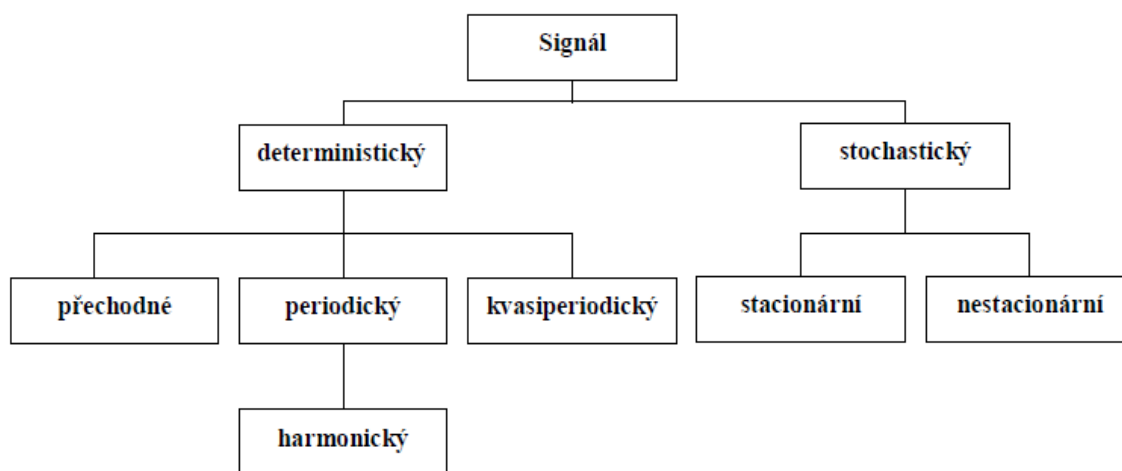 Signál
deterministický
stochastický
přechodné
periodický
kvasiperiodický
stacionární
nestacionární
harmonický